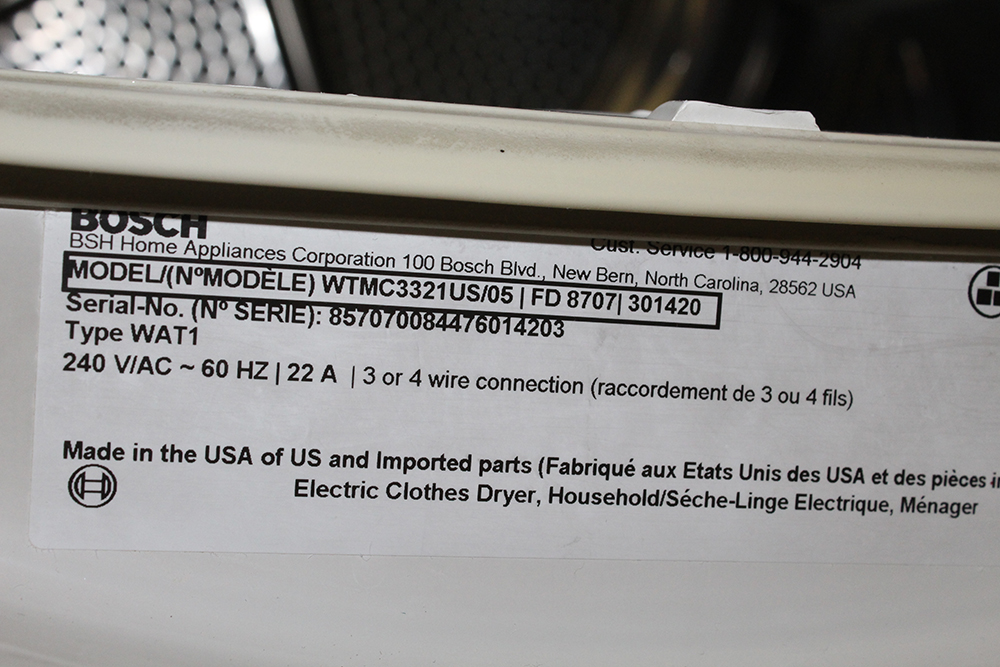 BOSCH
Cust. Service 1-800-944-2904
BSH Home Appliances Corporation 100 Bosch Blvd., New Bern, North Carolina, 28562 USA
MODEL/(NºMODÈLE) WTMC3321US/05 | FD 8707| 301420
Serial-No. (Nº SERIE): 857070084476014203
Type WAT1
240 V/AC ~ 60 HZ | 22 A | 3 or 4 wire connection (raccordement de 3 ou 4 fils)
Made in the USA of US and Imported parts (Fabriqué aux Etats Unis des USA et des pièces
Electric Clothes Dryer, Household/Séche-Linge Electrique, Ménager